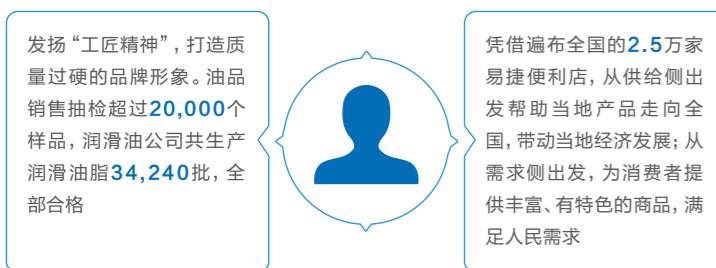 发扬“工匠精神”，打造质
量过硬的品牌形象。油品
销售抽检超过20,000个
样品，润滑油公司共生产
润滑油脂34,240批，全
部合格
凭借遍布全国的2.5万家
易捷便利店，从供给侧出
发帮助当地产品走向全
国，带动当地经济发展；从
需求侧出发，为消费者提
供丰富、有特色的商品，满
足人民需求